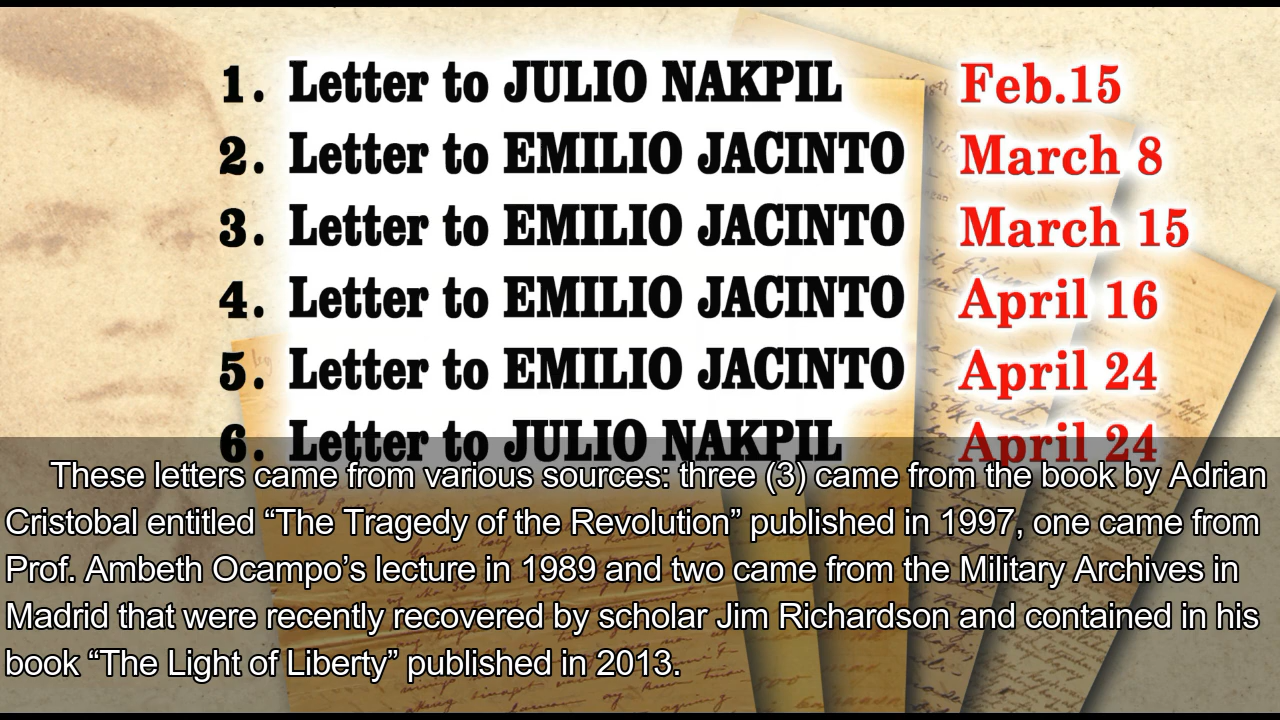 1. Letter to JULIO NAKPIL Feb.15
2. Letter to EMILIO JACINTO March 8
3. Letter to EMILIO JACINTO March 15
4. Letter to EMILIO JACINTO April 16
5. Letter to EMILIO JACINTO April 24
6. Letter to JULIO NAKPIL April 24
These letters came from various sources: three (3) came from the book by Adrian
Cristobal entitled “The Tragedy of the Revolution” published in 1997, one came from
Prof. Ambeth Ocampo’s lecture in 1989 and two came from the Military Archives in
Madrid that were recently recovered by scholar Jim Richardson and contained in his
book “The Light of Liberty” published in 2013.